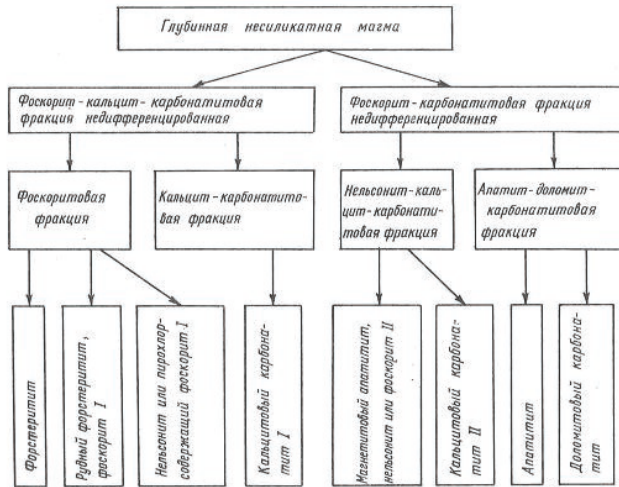 Глубинная несиликатная магма
Фоскорит-кальцит-карбонатитовая
фракция недифференцированная
Фоскорит-карбонатитовая фракция
недифференцированная
Фоскоритовая
фракция
Кальцит-карбонатито-
вая фракция
Нельсонит-каль-
цит-карбонати-
товая фракция
Апатит-доломит-
-карбонатитовая
фракция
Форстеритит
Рудный форстеритит,
фоскорит I
Нельсонит или пирохлор-
содержащий фоскорит I
Кальцитовый карбона-
тит I
Магнетитовый апатитит,
нельсонит или фоскорит II
Кальцитовый карбона-
тит II
Апатитит
Доломитовый карбона-
тит